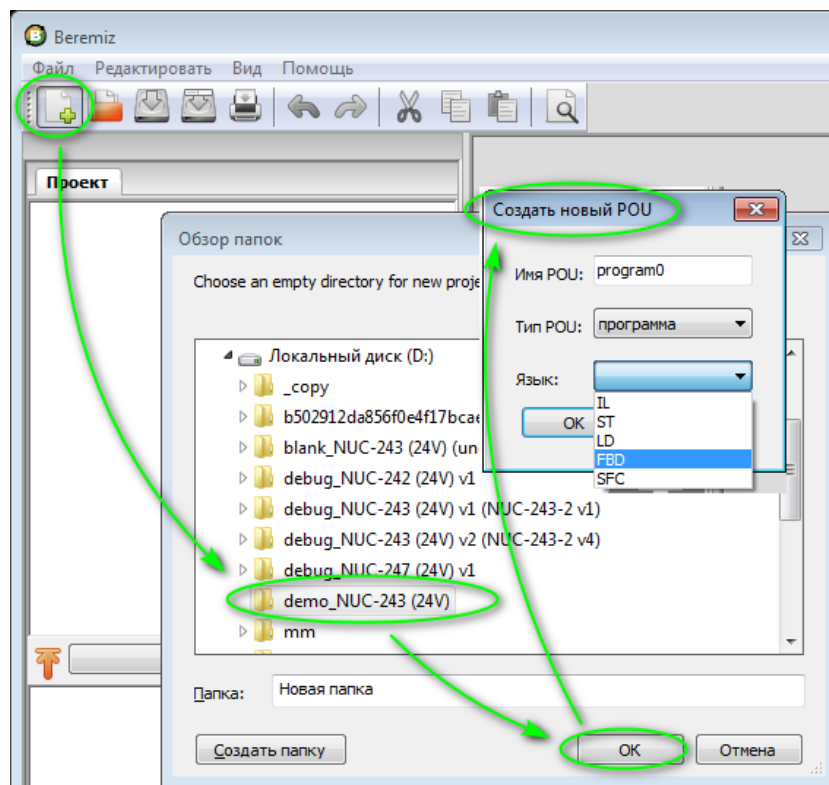 Beremiz
Файл Редактировать Вид Помощь
Проект
Создать новый POU
Имя POU: program0
Тип POU: программа
Язык:
IL
ST
LD
FBD
SFC
OK
Обзор папок
Choose an empty directory for new proje
Локальный диск (D:)
_copy
b502912da856f0e4f17bcae
blank_NUC-243 (24V) (un
debug_NUC-242 (24V) v1
debug_NUC-243 (24V) v1 (NUC-243-2 v1)
debug_NUC-243 (24V) v2 (NUC-243-2 v4)
debug_NUC-247 (24V) v1
demo_NUC-243 (24V)
mm
Папка: Новая папка
Создать папку
OK
Отмена